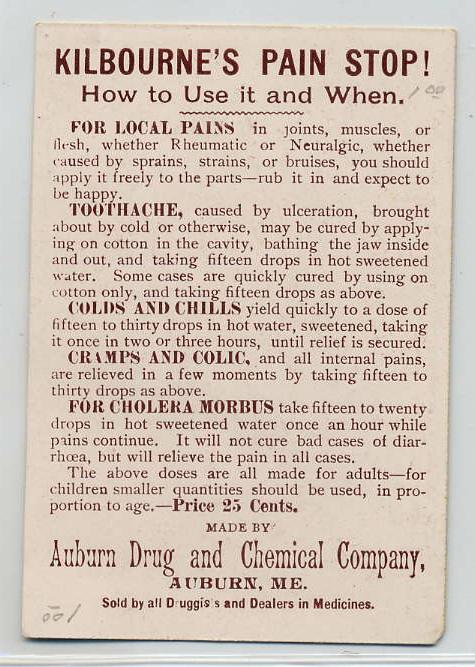 KILBOURNE'S PAIN STOP!
How to Use it and When.
1 00
FOR LOCAL PAINS in joints, muscles, or
flesh, whether Rheumatic or Neuralgic, whether
caused by sprains, strains, or bruises, you should
apply it freely to the parts—rub it in and expect to
be happy.
TOOTHACHE, caused by ulceration, brought
about by cold or otherwise, may be cured by apply-
ing on cotton in the cavity, bathing the jaw inside
and out, and taking fifteen drops in hot sweetened
water. Some cases are quickly cured by using on
cotton only, and taking fifteen drops as above.
COLDS AND CHILLS yield quickly to a dose of
fifteen to thirty drops in hot water, sweetened, taking
it once in two or three hours, until relief is secured.
CRAMPS AND COLIC, and all internal pains,
are relieved in a few moments by taking fifteen to
thirty drops as above.
FOR CHOLERA MORBUS take fifteen to twenty
drops in hot sweetened water once an hour while
pains continue. It will not cure bad cases of diar-
rhœa, but will relieve the pain in all cases.
The above doses are all made for adults—for
children smaller quantities should be used, in pro-
portion to age.—Price 25 Cents.
MADE BY
Auburn Drug and Chemical Company,
AUBURN, ME.
Sold by all Druggists and Dealers in Medicines.